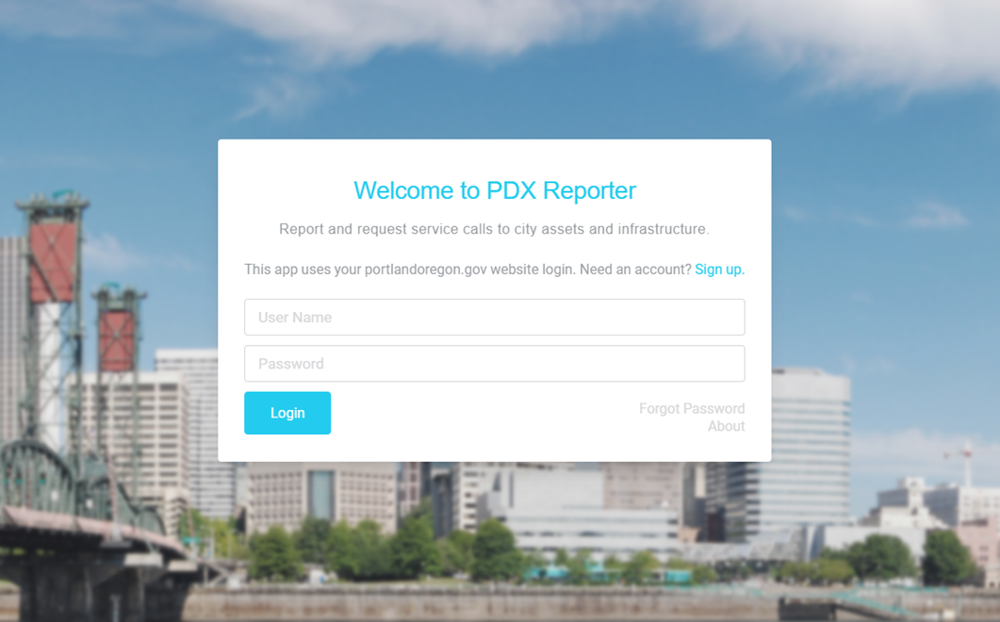 Welcome to PDX Reporter
Report and request service calls to city assets and infrastructure.
This app uses your portlandoregon.gov website login. Need an account? Sign up.
User Name
Password
Login
Forgot Password
About